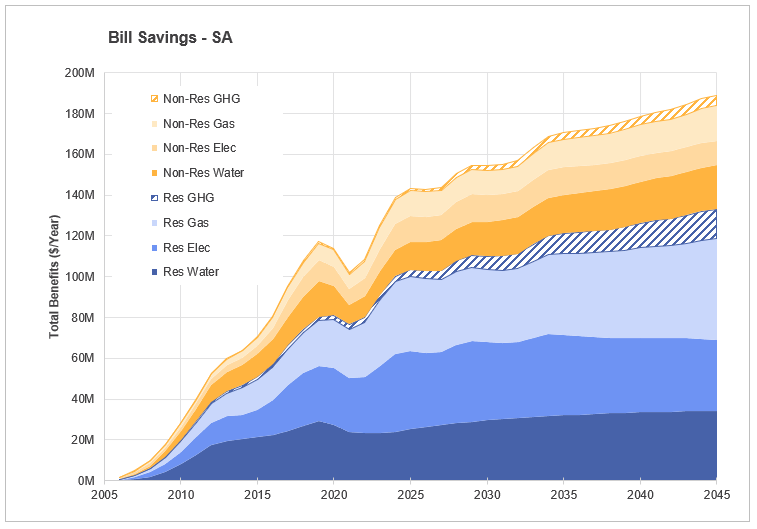 Bill Savings - SA
Total Benefits ($/Year)
200M
180M
160M
140M
120M
100M
80M
60M
40M
20M
0M
Non-Res GHG
Non-Res Gas
Non-Res Elec
Non-Res Water
Res GHG
Res Gas
Res Elec
Res Water
2005 2010 2015 2020 2025 2030 2035 2040 2045